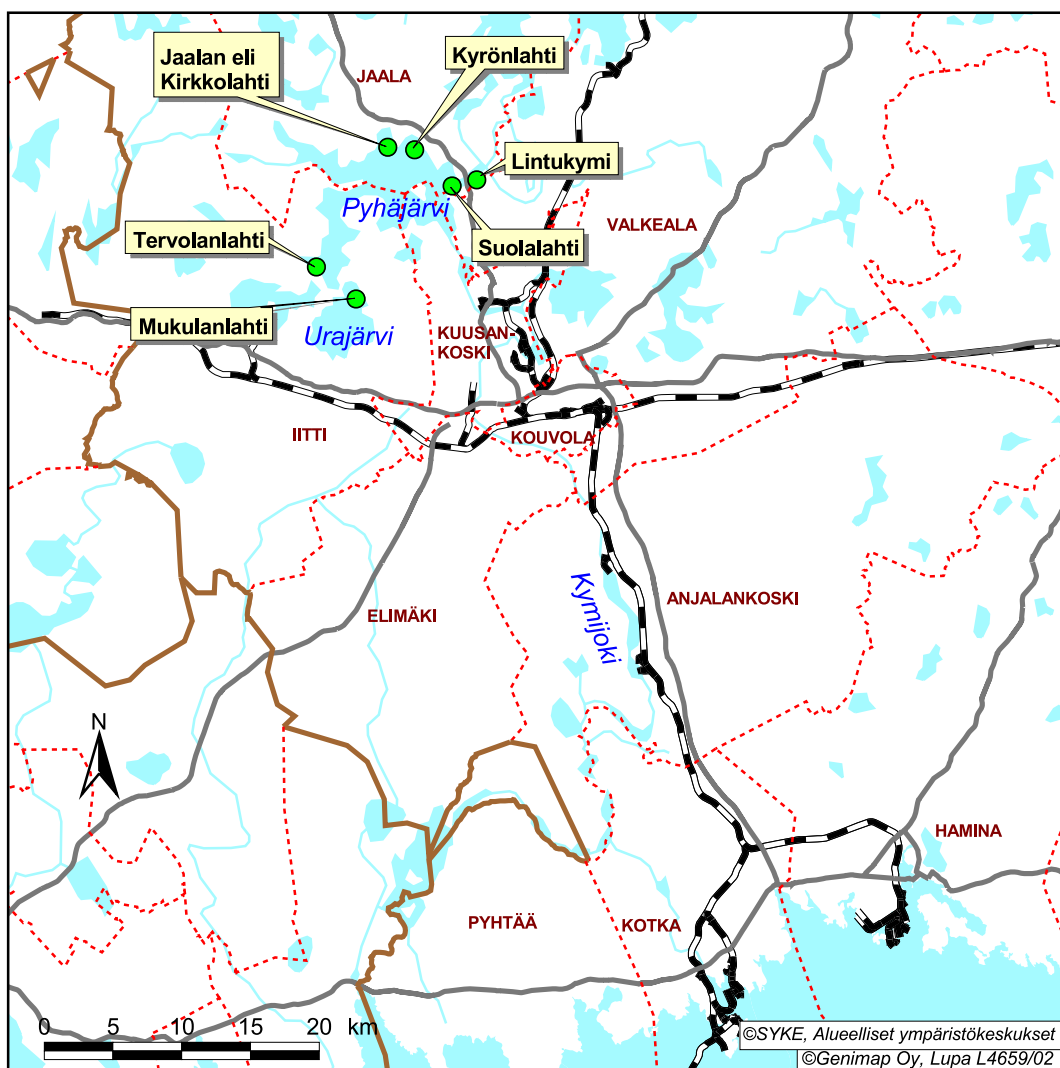 Jaalan eli
Kirkkolahti
Kyrönlahti
JAALA
Lintukymi
Pyhäjärvi
VALKEALA
Tervolanlahti
Suolalahti
Mukulanlahti
Urajärvi
KUUSAN-
KOSKI
IITTI
KOUVOLA
Kymijoki
ANJALANKOSKI
ELIMÄKI
N
HAMINA
PYHTÄÄ
KOTKA
0 5 10 15 20 km
©SYKE, Alueelliset ympäristökeskukset
©Genimap Oy, Lupa L4659/02